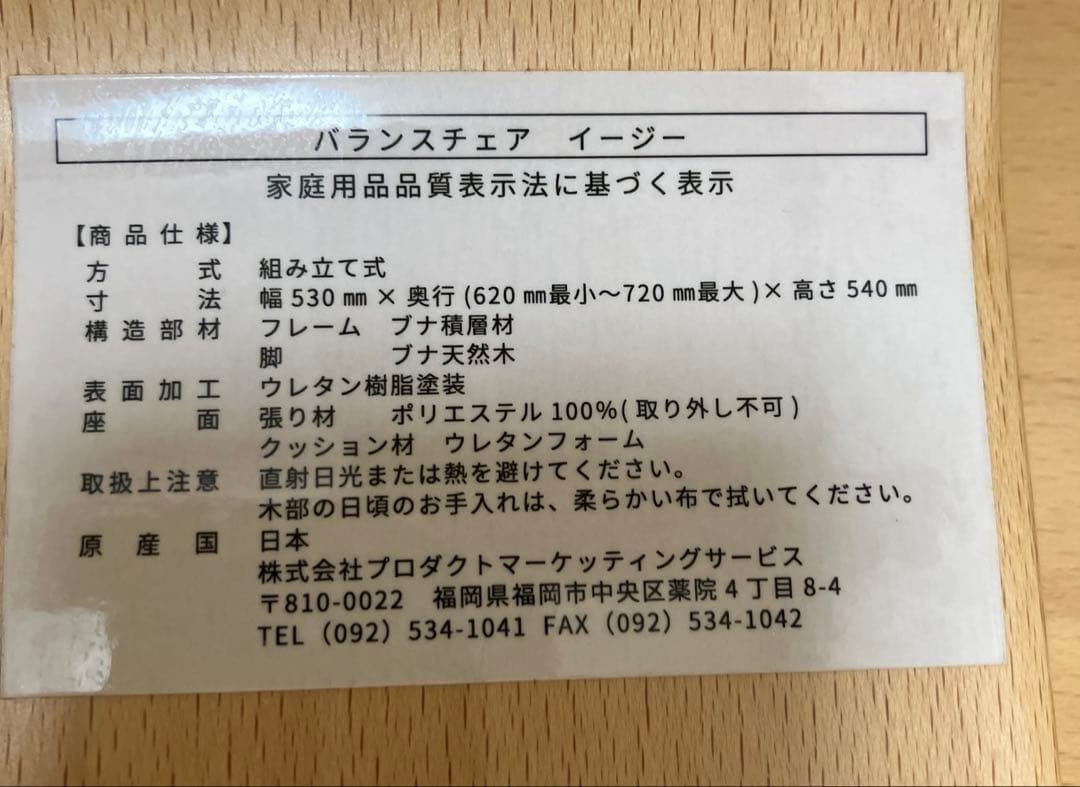 バランスチェア　イージー
家庭用品品質表示法に基づく表示
【商品仕様】
方式 組み立て式
寸法 幅 530 ㎜ × 奥行 (620 ㎜最小～720 ㎜最大 )× 高さ 540 ㎜
構造部材 フレーム　ブナ積層材
脚　ブナ天然木
表面加工 ウレタン樹脂塗装
座面 張り材　ポリエステル 100%( 取り外し不可 )
クッション材　ウレタンフォーム
取扱上注意 直射日光または熱を避けてください。
木部の日頃のお手入れは、柔らかい布で拭いてください。
原産国 日本
株式会社プロダクトマーケッティングサービス
〒810-0022　福岡県福岡市中央区薬院 4 丁目 8-4
TEL（092）534-1041 FAX（092）534-1042